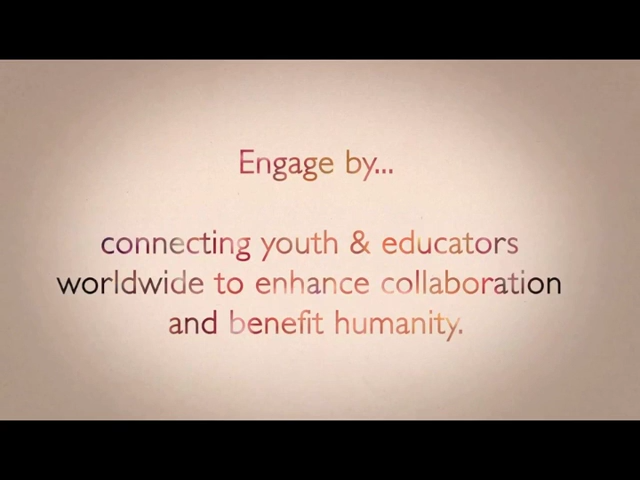 Engage by...
connecting youth & educators
worldwide to enhance collaboration
and benefit humanity.